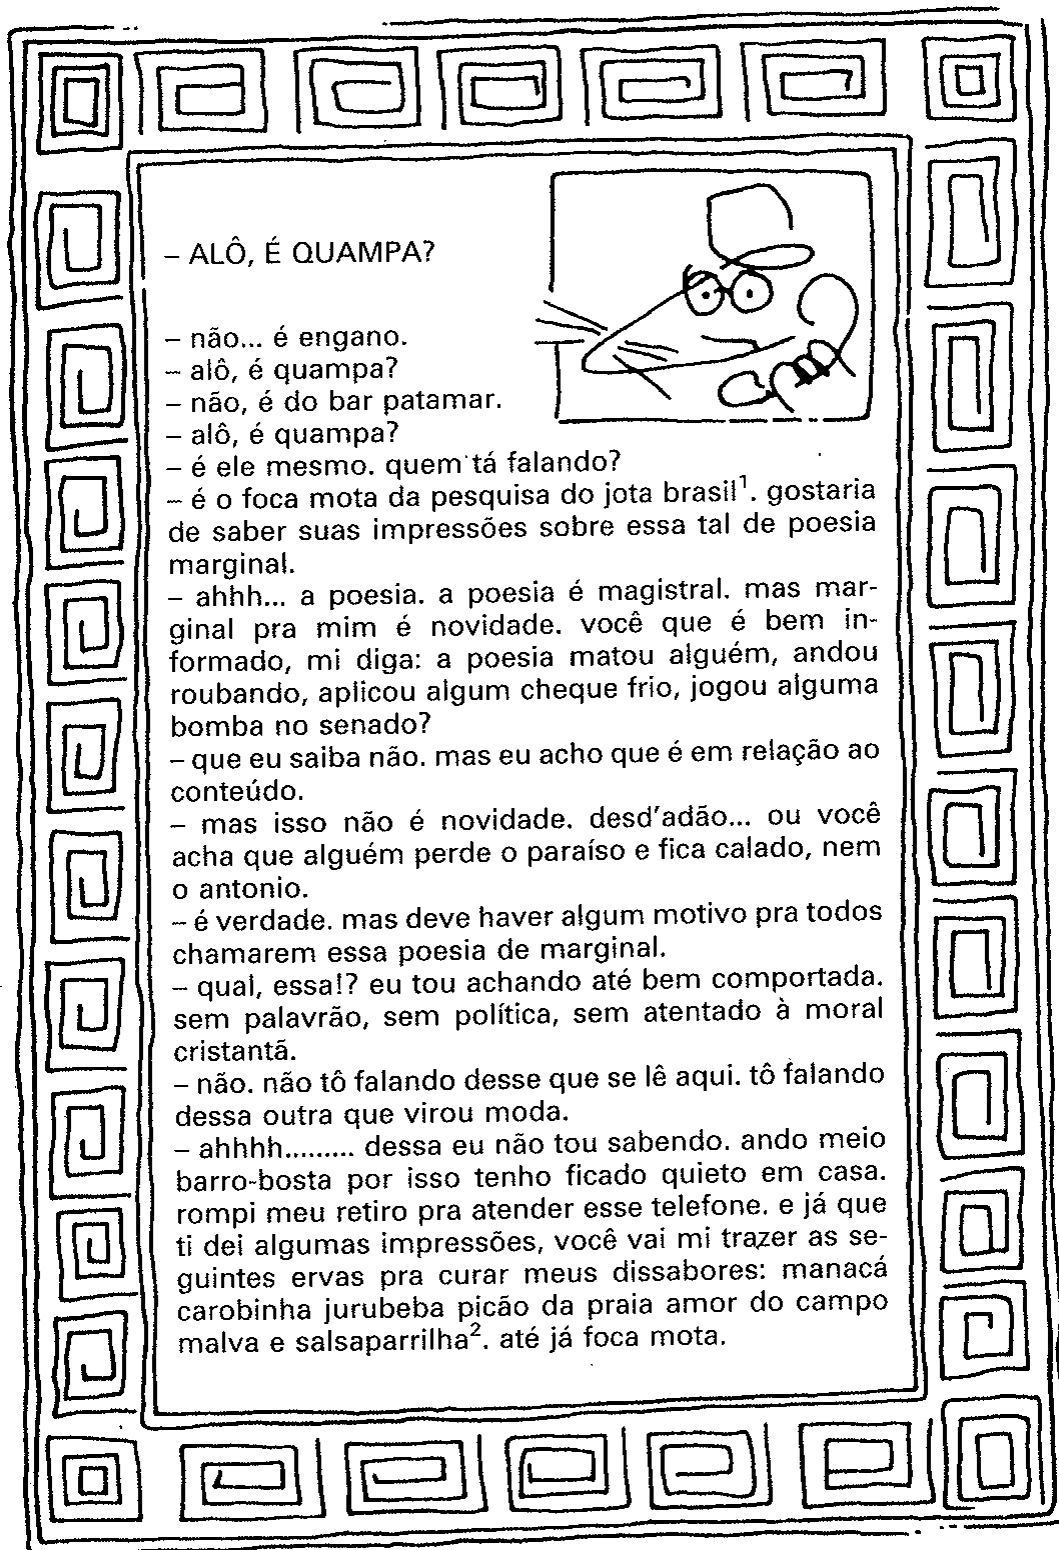 – ALÔ, É QUAMPA?
– não... é engano.
– alô, é quampa?
– não, é do bar patamar.
– alô, é quampa?
– é ele mesmo. quem tá falando?
– é o foca mota da pesquisa do jota brasil¹. gostaria
de saber suas impressões sobre essa tal de poesia
marginal.
– ahhh... a poesia. a poesia é magistral. mas mar-
ginal pra mim é novidade. você que é bem in-
formado, mi diga: a poesia matou alguém, andou
roubando, aplicou algum cheque frio, jogou alguma
bomba no senado?
– que eu saiba não. mas eu acho que é em relação ao
conteúdo.
– mas isso não é novidade. desd'adão... ou você
acha que alguém perde o paraíso e fica calado, nem
o antonio.
– é verdade. mas deve haver algum motivo pra todos
chamarem essa poesia de marginal.
– qual, essa!? eu tou achando até bem comportada.
sem palavrão, sem política, sem atentado à moral
cristantã.
– não. não tô falando desse que se lê aqui. tô falando
dessa outra que virou moda.
– ahhhh......... dessa eu não tou sabendo. ando meio
barro-bosta por isso tenho ficado quieto em casa.
rompi meu retiro pra atender esse telefone. e já que
ti dei algumas impressões, você vai mi trazer as se-
guintes ervas pra curar meus dissabores: manacá
carobinha jurubeba picão da praia amor do campo
malva e salsaparrilha². até já foca mota.